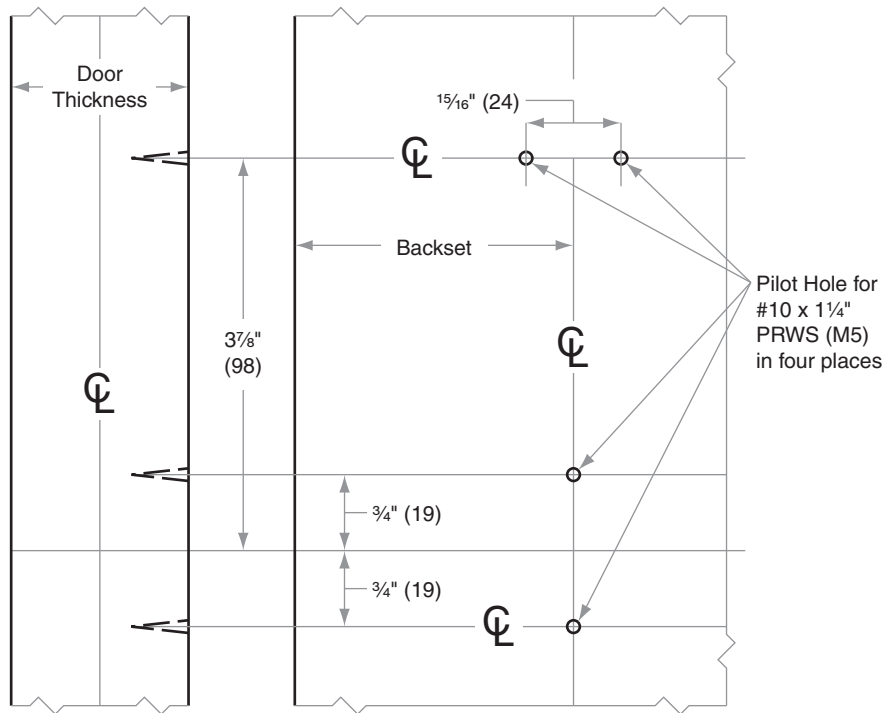 Door
Thickness
¹⁵⁄₁₆" (24)
℄
Backset
Pilot Hole for
#10 x 1¼"
PRWS (M5)
in four places
3⅞"
(98)
℄
℄
¾" (19)
¾" (19)
℄